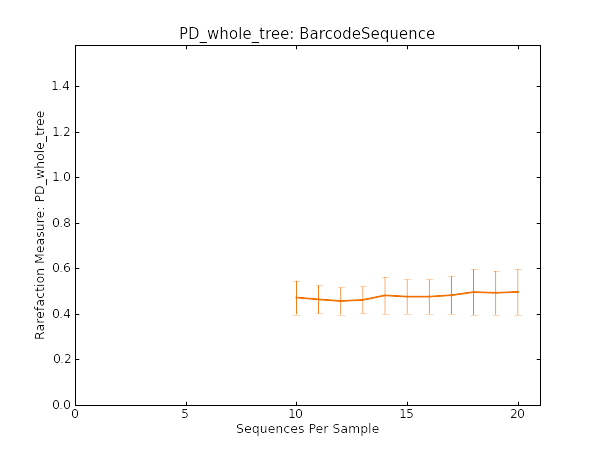 PD_whole_tree: BarcodeSequence
Rarefaction Measure: PD_whole_tree
1.4
1.2
1.0
0.8
0.6
0.4
0.2
0.0
0 5 10 15 20
Sequences Per Sample